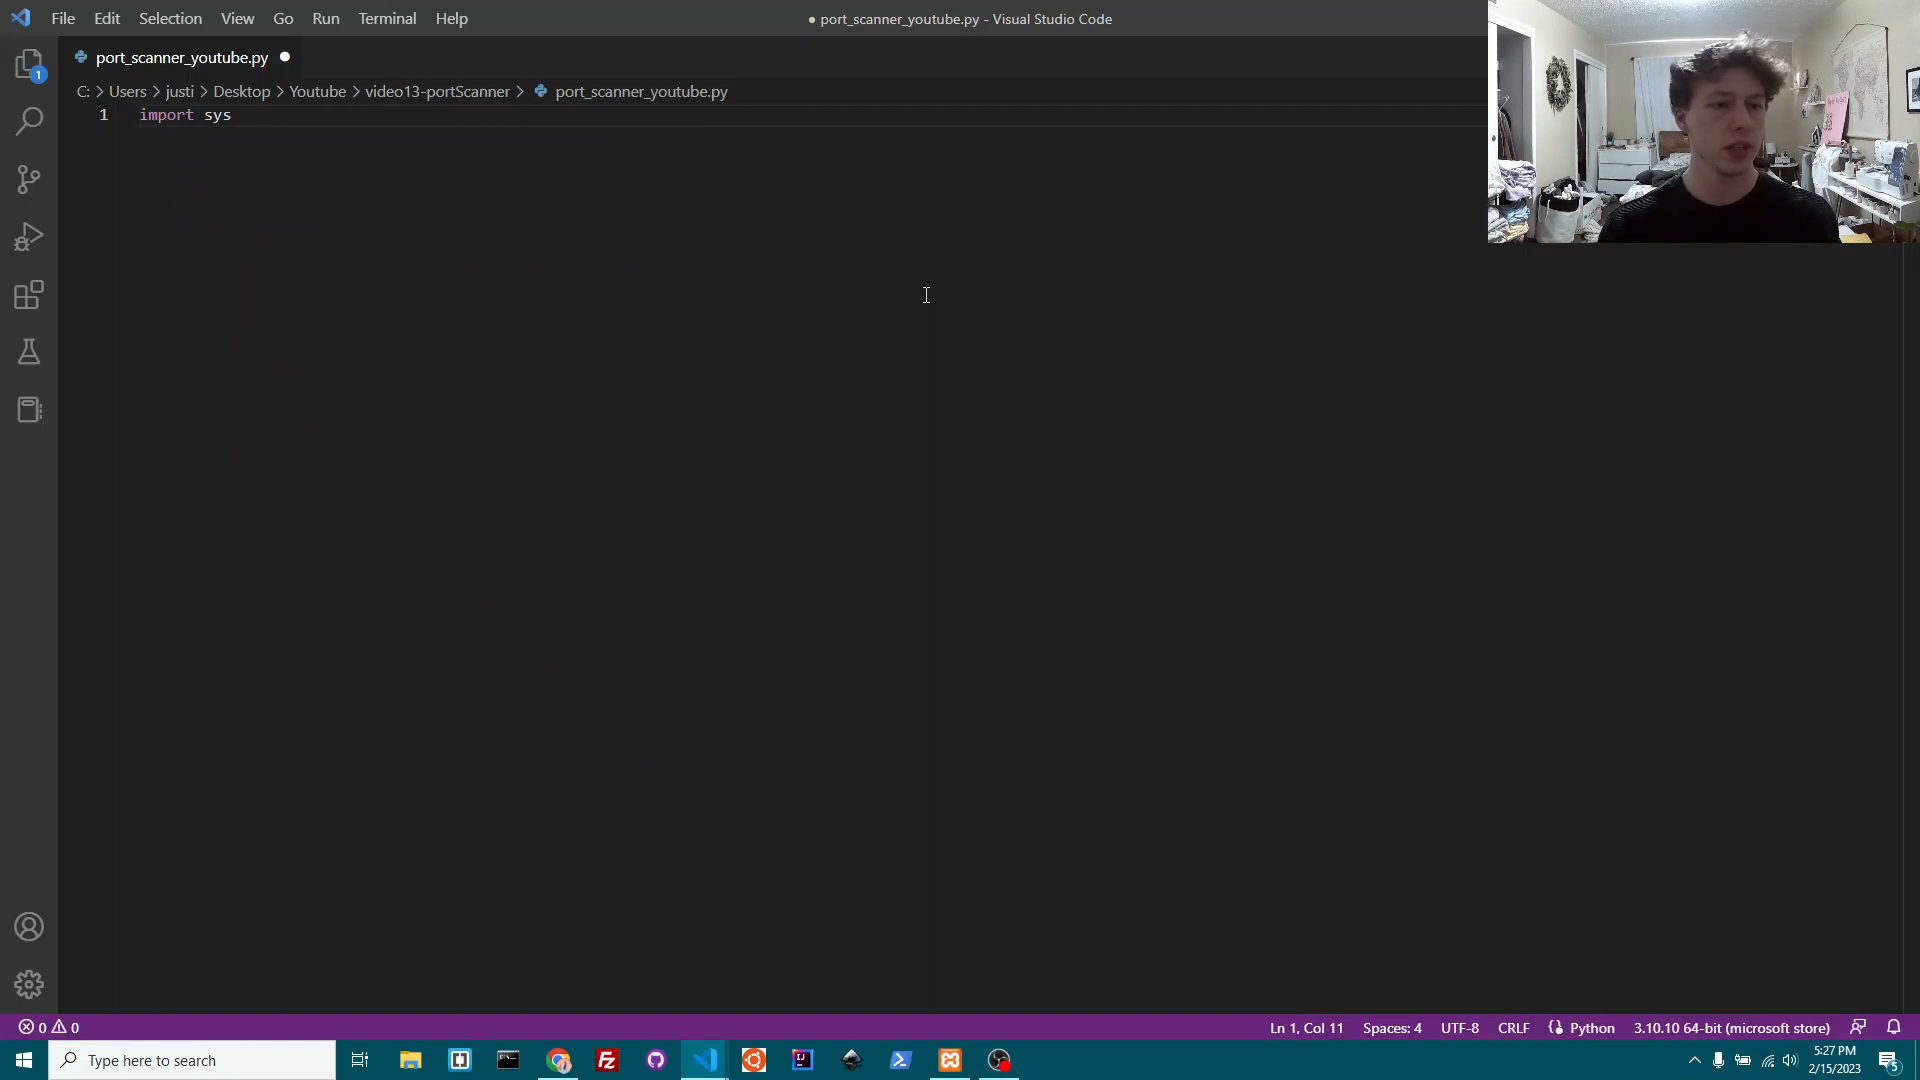 File Edit Selection View Go Run Terminal Help
● port_scanner_youtube.py - Visual Studio Code
port_scanner_youtube.py
C: > Users > justi > Desktop > Youtube > video13-portScanner > port_scanner_youtube.py
1 import sys
1
0 0
Ln 1, Col 11 Spaces: 4 UTF-8 CRLF Python 3.10.10 64-bit (microsoft store)
Type here to search
5:27 PM
2/15/2023
5